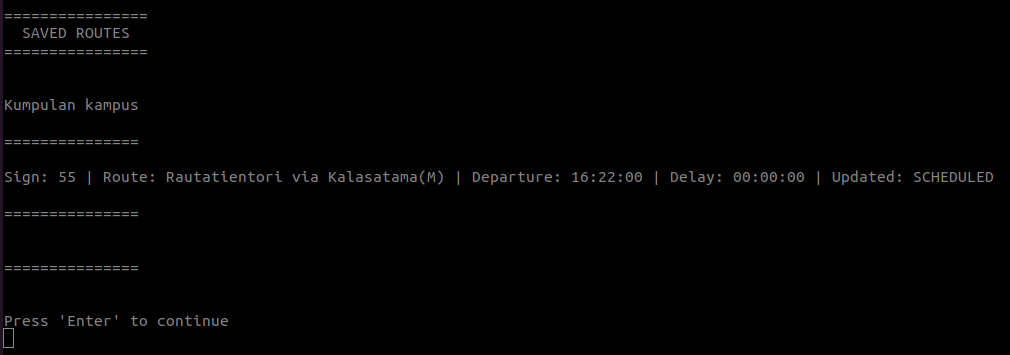 ================
SAVED ROUTES
================
Kumpulan kampus
===============
Sign: 55 | Route: Rautatientori via Kalasatama(M) | Departure: 16:22:00 | Delay: 00:00:00 | Updated: SCHEDULED
===============
===============
Press 'Enter' to continue